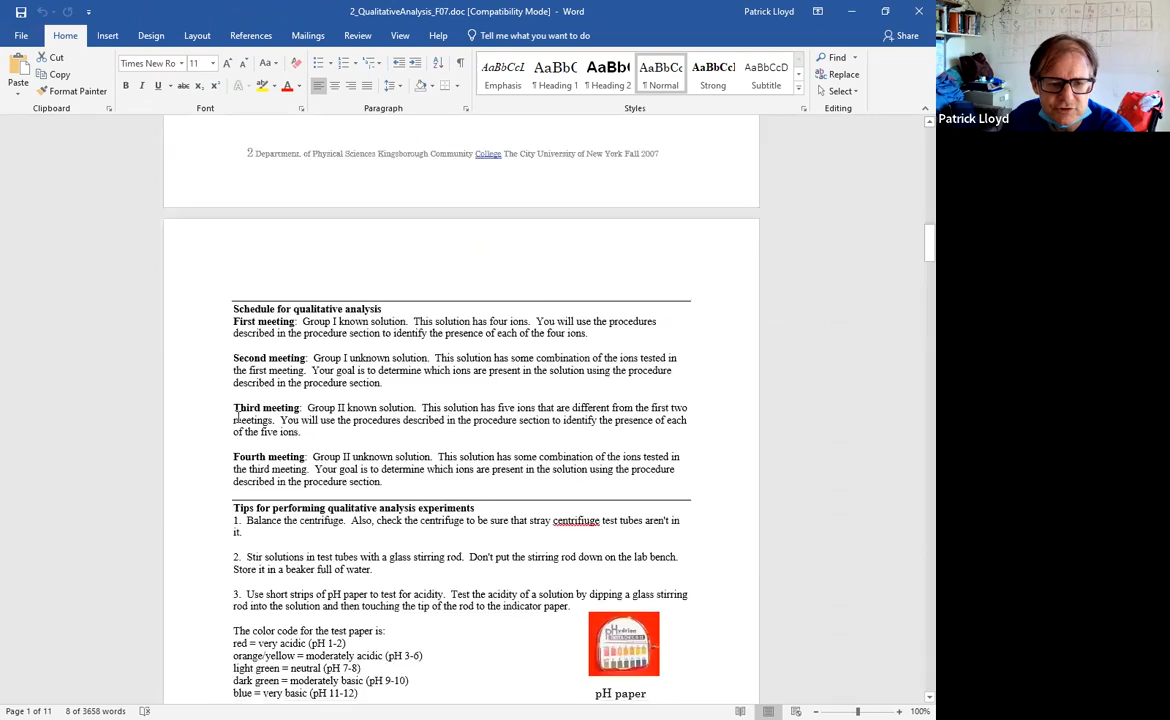 2_QualitativeAnalysis_F07.doc [Compatibility Mode] - Word
Patrick Lloyd
File Home Insert Design Layout References Mailings Review View Help Tell me what you want to do
Share
Paste
Cut
Copy
Format Painter
Clipboard
Times New Ro 11
B I U abc x₂ x²
Font
Paragraph
AaBbCcL AaBbC AaBb( AaBbCc AaBbCcl AaBbCcD
Emphasis ¶ Heading 1 ¶ Heading 2 ¶ Normal Strong Subtitle
Styles
Find
Replace
Select
Editing
Patrick Lloyd
2 Department, of Physical Sciences Kingsborough Community College The City University of New York Fall 2007
Schedule for qualitative analysis
First meeting: Group I known solution. This solution has four ions. You will use the procedures
described in the procedure section to identify the presence of each of the four ions.
Second meeting: Group I unknown solution. This solution has some combination of the ions tested in
the first meeting. Your goal is to determine which ions are present in the solution using the procedure
described in the procedure section.
Third meeting: Group II known solution. This solution has five ions that are different from the first two
meetings. You will use the procedures described in the procedure section to identify the presence of each
of the five ions.
Fourth meeting: Group II unknown solution. This solution has some combination of the ions tested in
the third meeting. Your goal is to determine which ions are present in the solution using the procedure
described in the procedure section.
Tips for performing qualitative analysis experiments
1. Balance the centrifuge. Also, check the centrifuge to be sure that stray centrifiuge test tubes aren't in
it.
2. Stir solutions in test tubes with a glass stirring rod. Don't put the stirring rod down on the lab bench.
Store it in a beaker full of water.
3. Use short strips of pH paper to test for acidity. Test the acidity of a solution by dipping a glass stirring
rod into the solution and then touching the tip of the rod to the indicator paper.
The color code for the test paper is:
red = very acidic (pH 1-2)
orange/yellow = moderately acidic (pH 3-6)
light green = neutral (pH 7-8)
dark green = moderately basic (pH 9-10)
blue = very basic (pH 11-12)
pHydrion
pH paper
Page 1 of 11 8 of 3658 words
100%